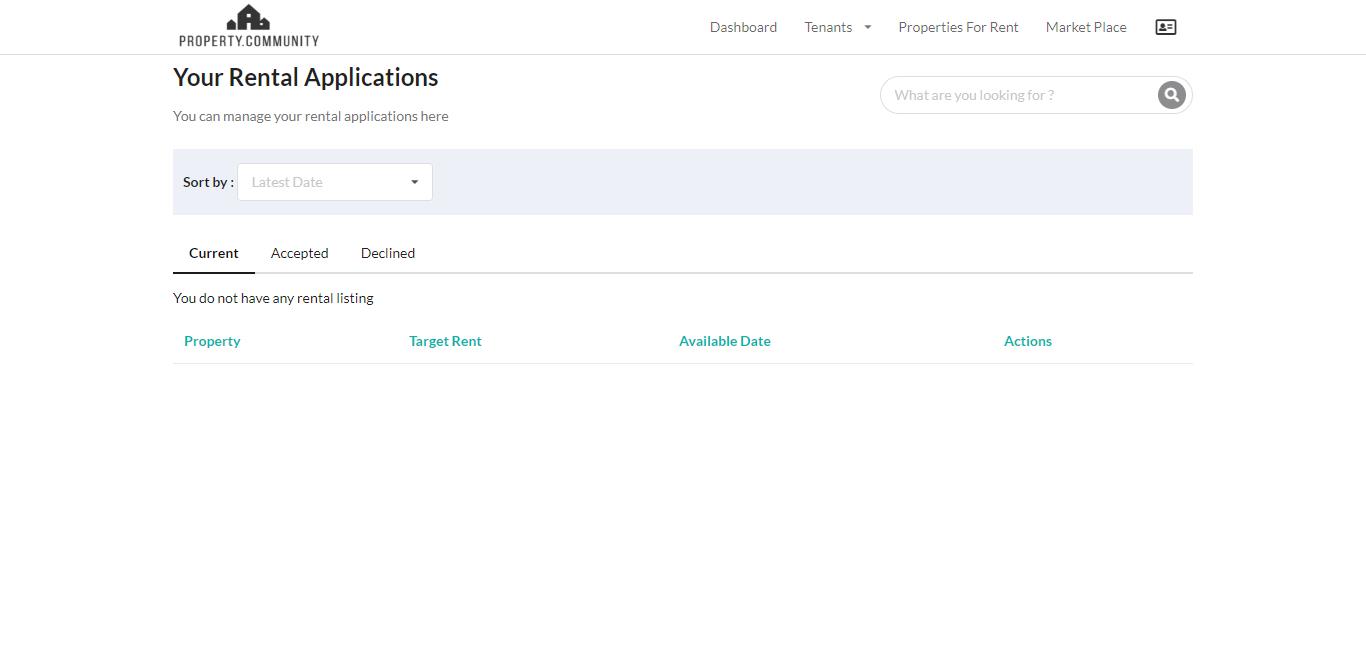 PROPERTY.COMMUNITY
Dashboard
Tenants
Properties For Rent
Market Place
Your Rental Applications
What are you looking for ?
You can manage your rental applications here
Sort by :
Latest Date
Current
Accepted
Declined
You do not have any rental listing
Property
Target Rent
Available Date
Actions